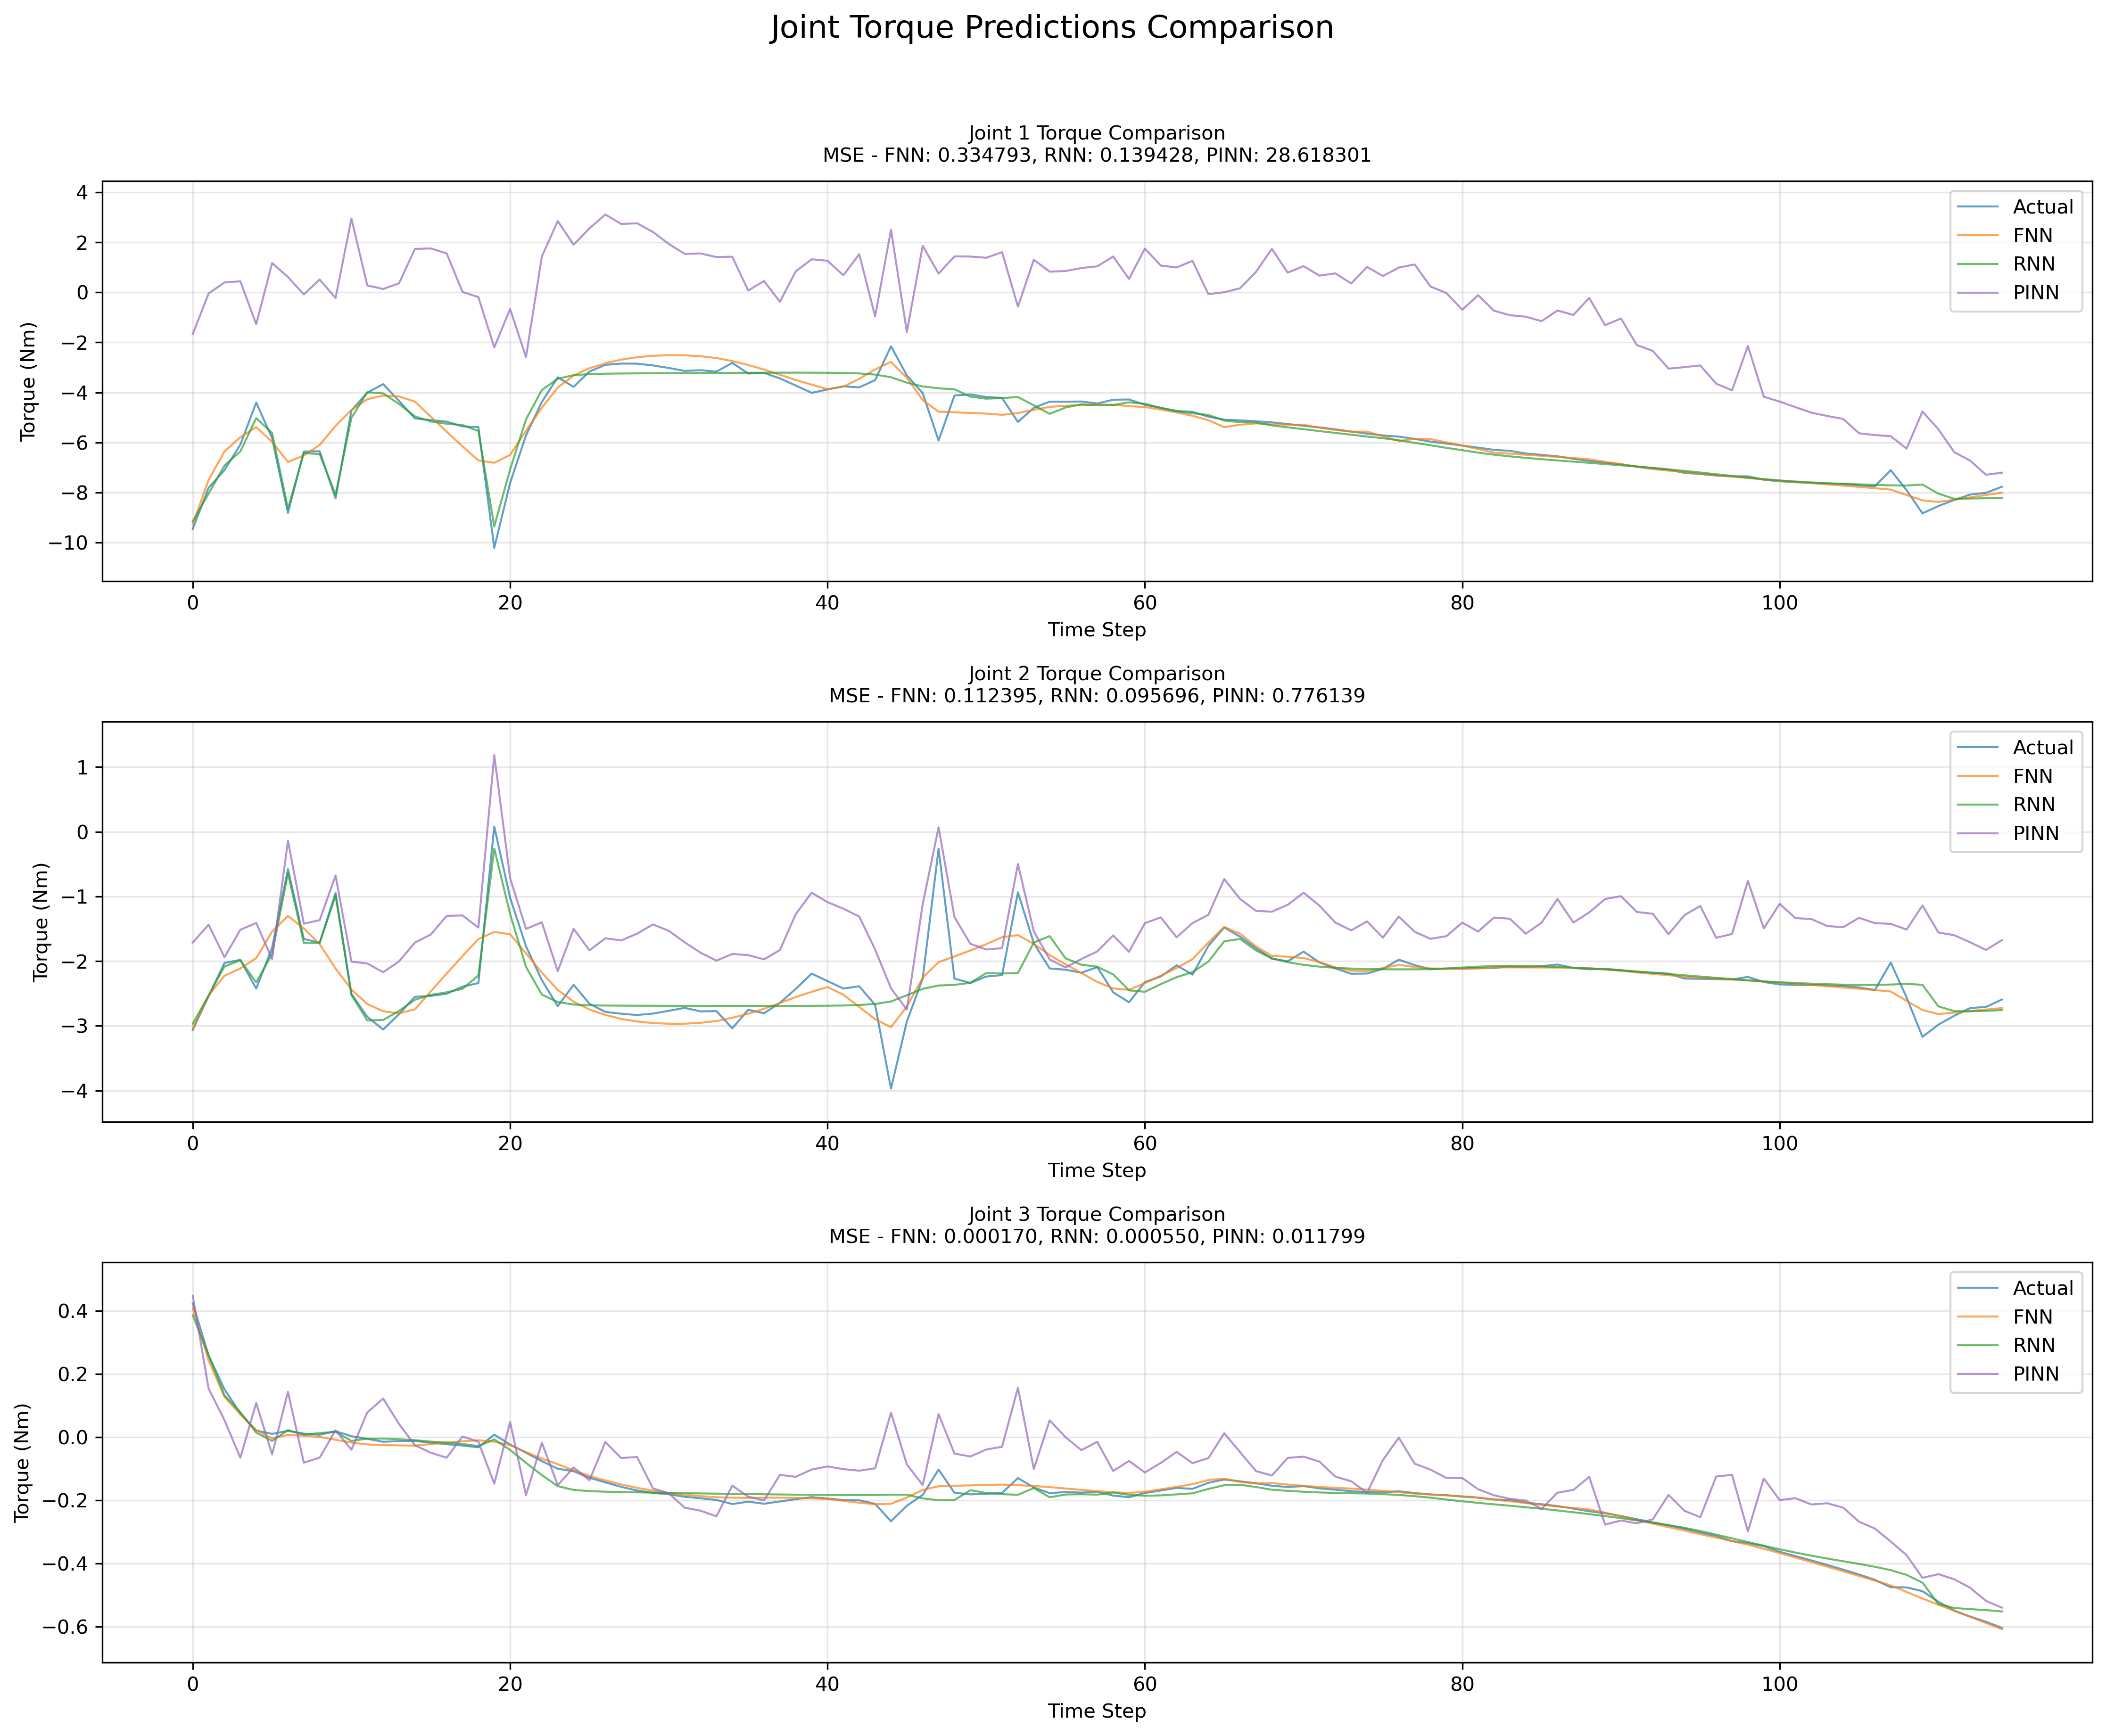 Joint Torque Predictions Comparison
Joint 1 Torque Comparison
MSE - FNN: 0.334793, RNN: 0.139428, PINN: 28.618301
4
2
0
−2
−4
−6
−8
−10
Torque (Nm)
Actual
FNN
RNN
PINN
0 20 40 60 80 100
Time Step
Joint 2 Torque Comparison
MSE - FNN: 0.112395, RNN: 0.095696, PINN: 0.776139
1
0
−1
−2
−3
−4
Torque (Nm)
Actual
FNN
RNN
PINN
0 20 40 60 80 100
Time Step
Joint 3 Torque Comparison
MSE - FNN: 0.000170, RNN: 0.000550, PINN: 0.011799
0.4
0.2
0.0
−0.2
−0.4
−0.6
Torque (Nm)
Actual
FNN
RNN
PINN
0 20 40 60 80 100
Time Step